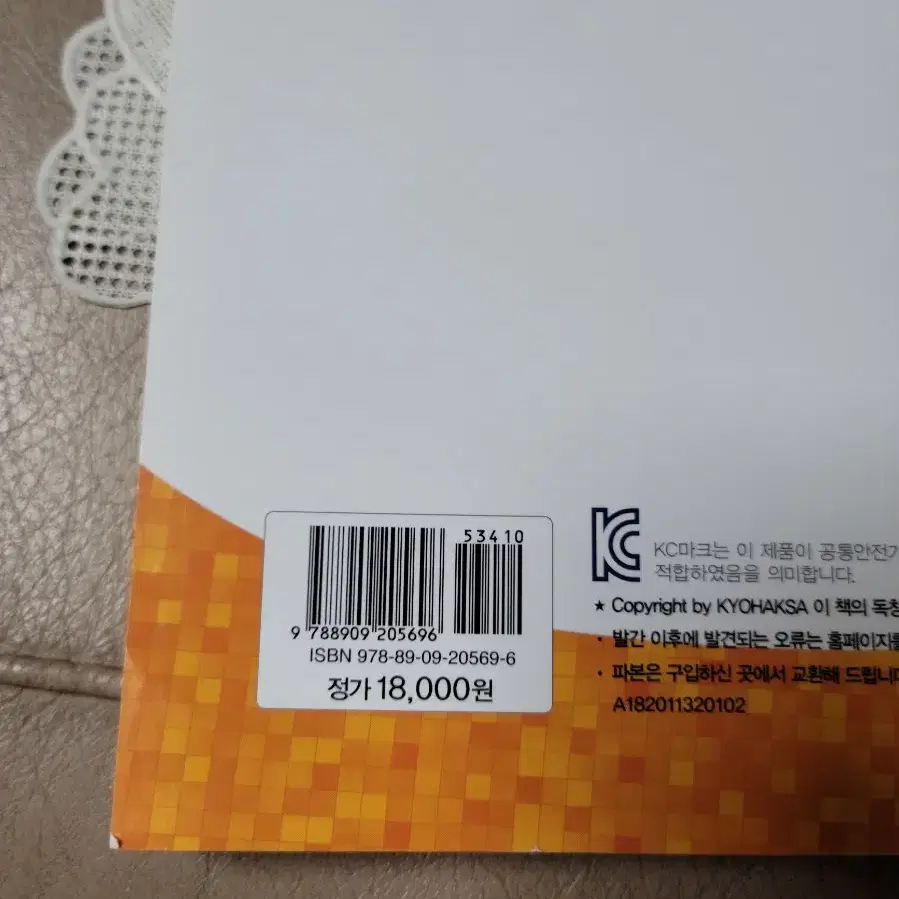 53410
9 788909 205696
ISBN 978-89-09-20569-6
정가 18,000원
KC
KC마크는 이 제품이 공통안전기
적합하였음을 의미합니다.
★ Copyright by KYOHAKSA 이 책의 독창
• 발간 이후에 발견되는 오류는 홈페이지를
• 파본은 구입하신 곳에서 교환해 드립니다
A182011320102